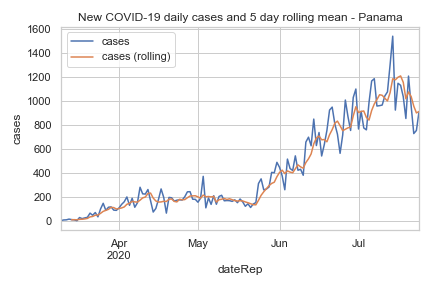 New COVID-19 daily cases and 5 day rolling mean - Panama
cases
cases (rolling)
1600
1400
1200
1000
800
600
400
200
0
cases
Apr
2020
May
Jun
Jul
dateRep